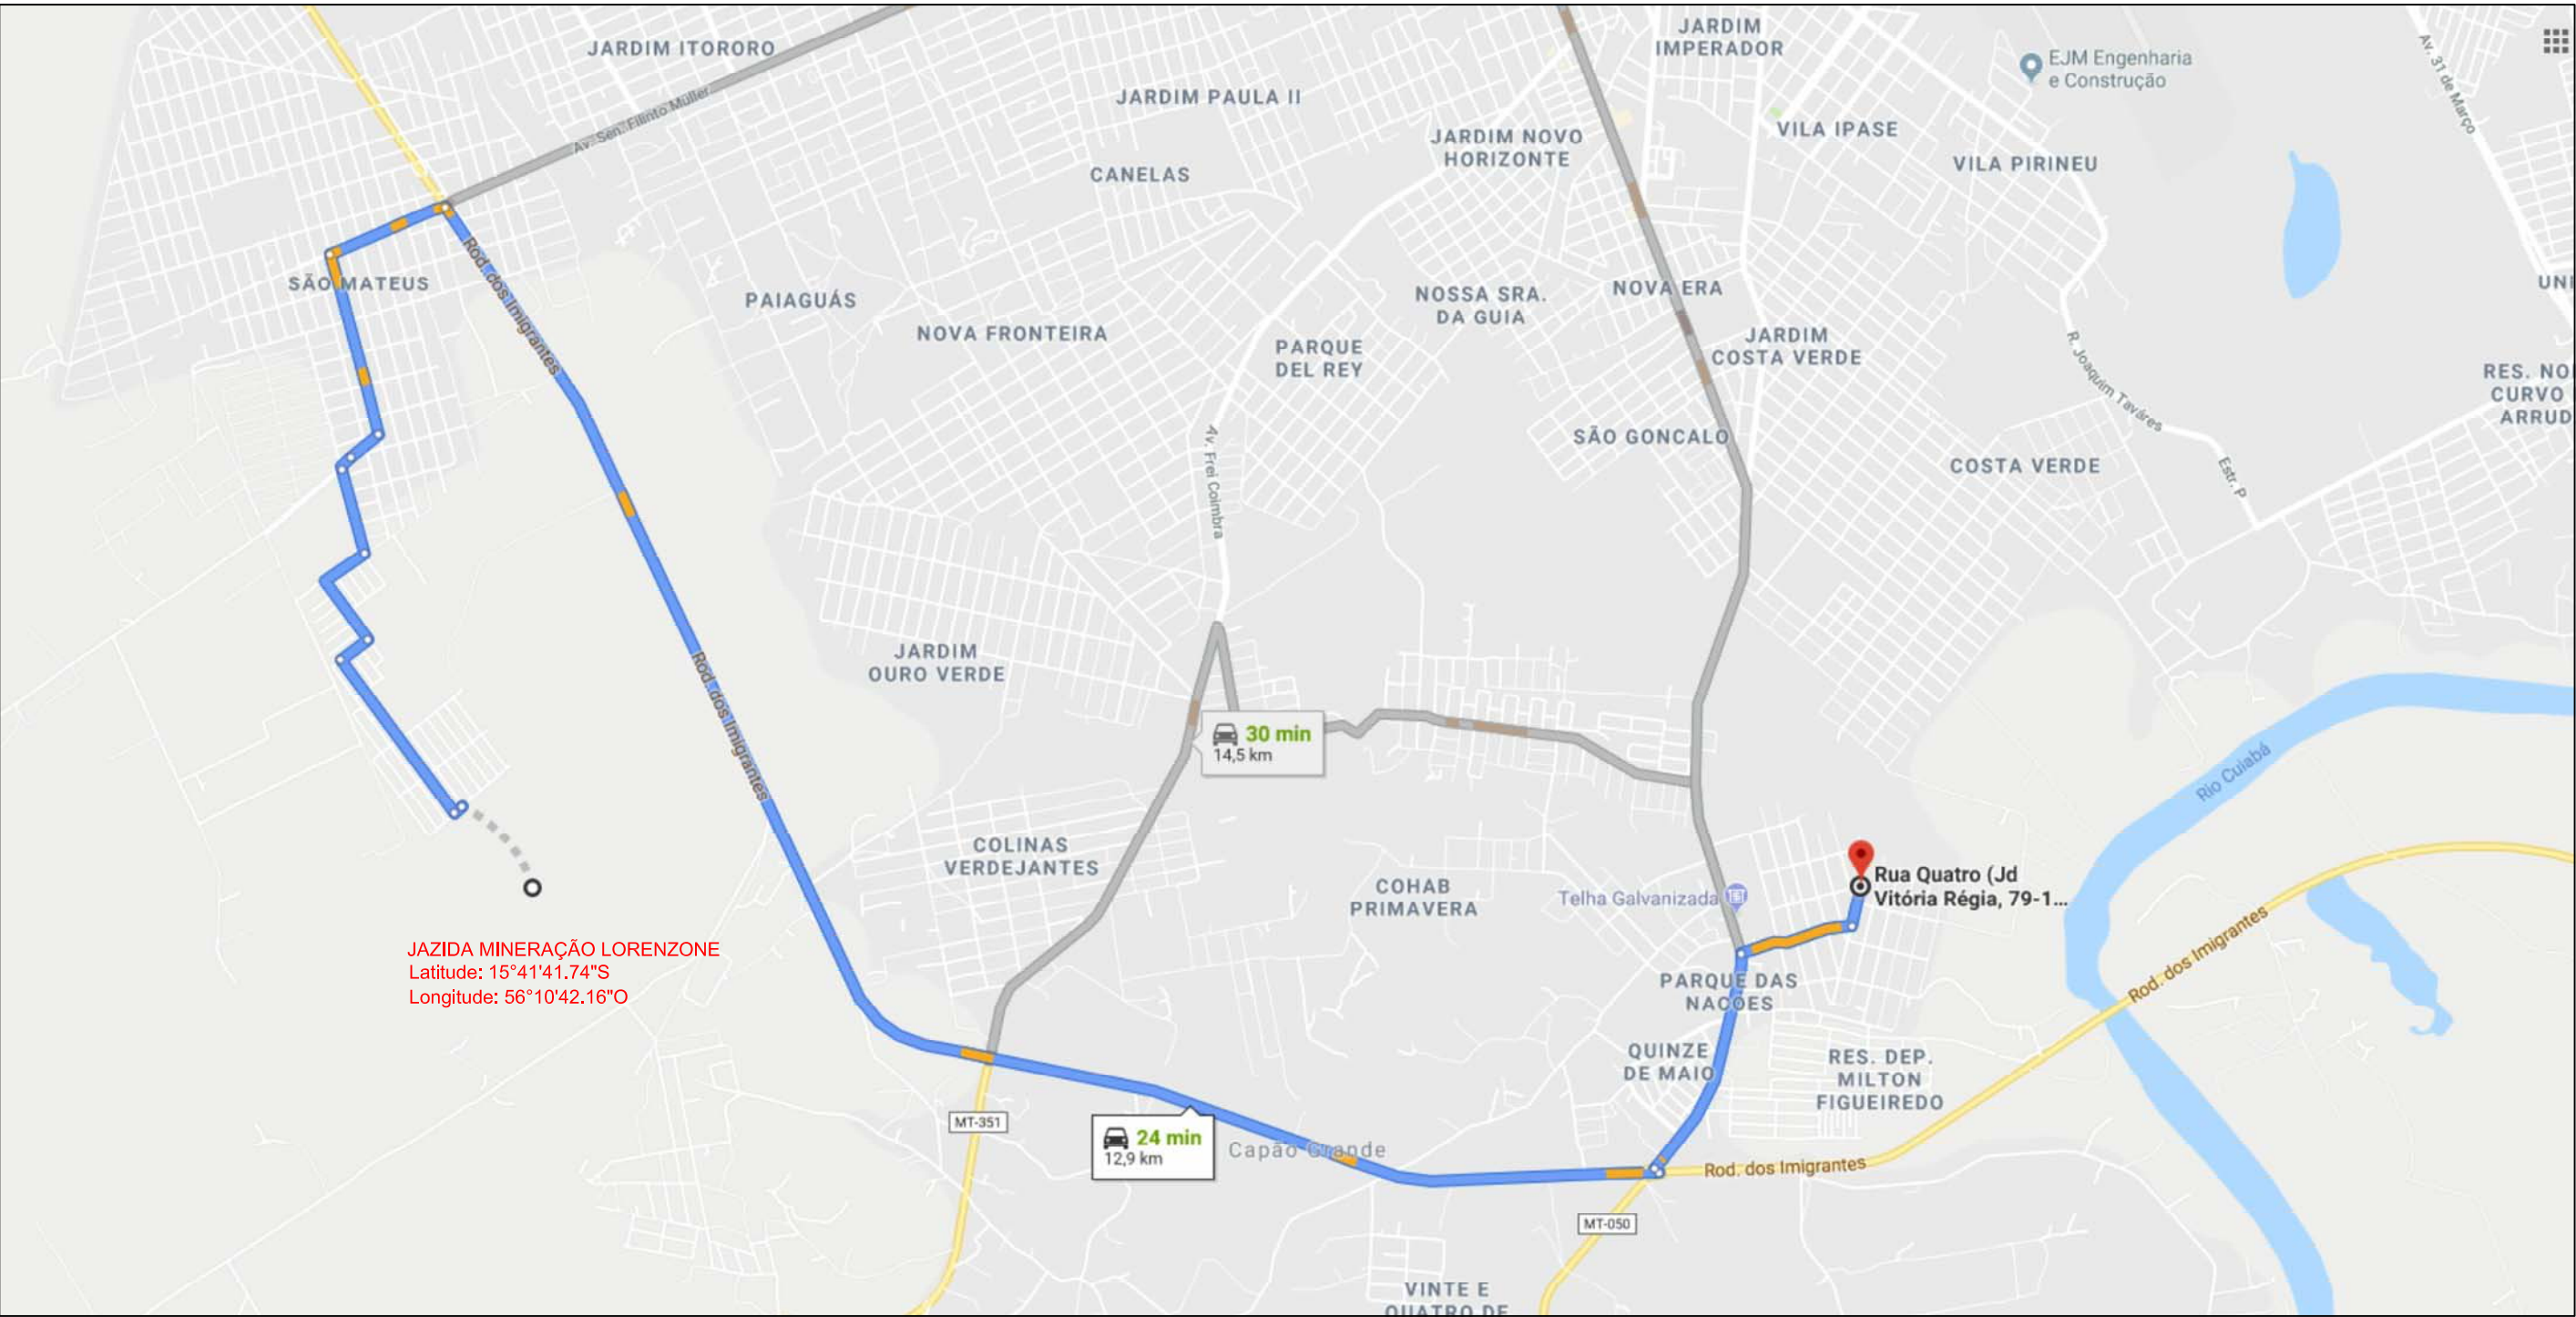 JARDIM ITORORO
JARDIM
IMPERADOR
EJM Engenharia
e Construção
Av. 31 de Março
Av. Sen. Filinto Müller
JARDIM PAULA II
JARDIM NOVO
HORIZONTE
VILA IPASE
VILA PIRINEU
CANELAS
SÃO MATEUS
Rod. dos Imigrantes
PAIAGUÁS
NOVA FRONTEIRA
NOSSA SRA.
DA GUIA
NOVA ERA
UNI
PARQUE
DEL REY
JARDIM
COSTA VERDE
R. Joaquim Tavares
RES. NO
CURVO
ARRUD
SÃO GONCALO
Av. Frei Coimbra
COSTA VERDE
Estr. P
JARDIM
OURO VERDE
Rod. dos Imigrantes
30 min
14,5 km
Rio Cuiabá
COLINAS
VERDEJANTES
COHAB
PRIMAVERA
Telha Galvanizada
Rua Quatro (Jd
Vitória Régia, 79-1...
JAZIDA MINERAÇÃO LORENZONE
Latitude: 15°41'41.74"S
Longitude: 56°10'42.16"O
PARQUE DAS
NACOES
Rod. dos Imigrantes
QUINZE
DE MAIO
RES. DEP.
MILTON
FIGUEIREDO
MT-351
24 min
12,9 km
Capão Grande
Rod. dos Imigrantes
MT-050
VINTE E
QUATRO DE